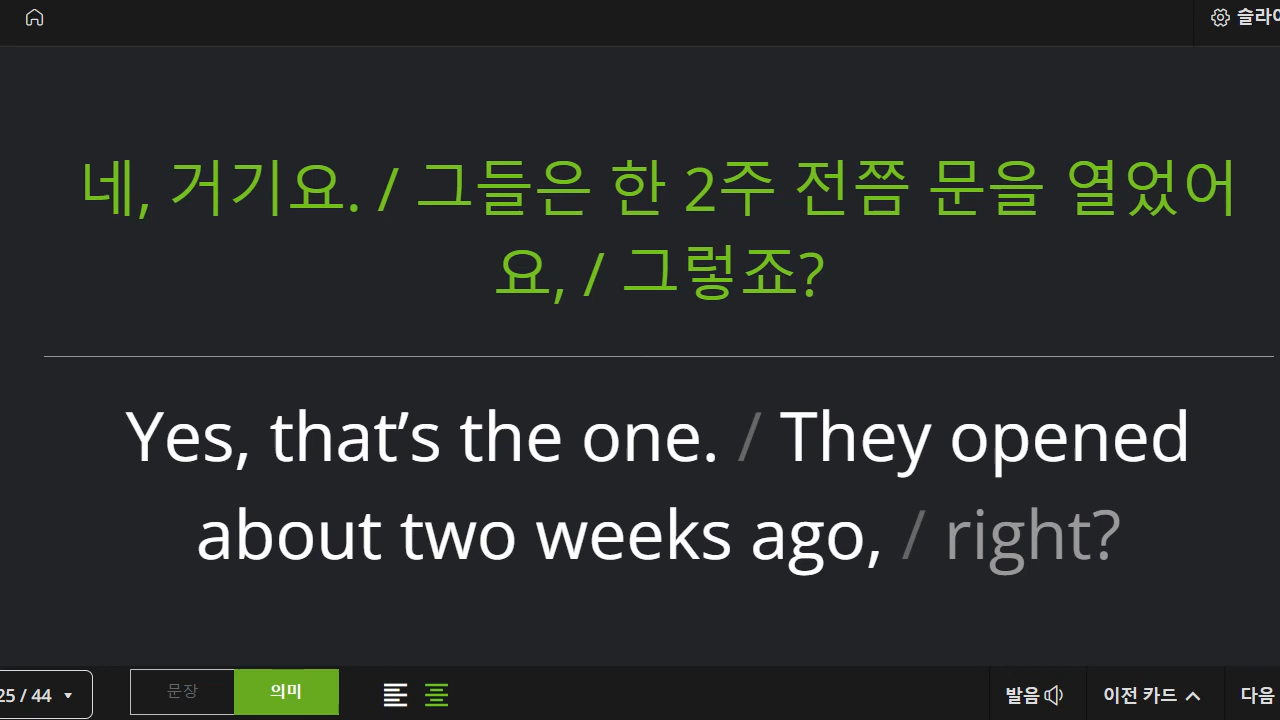 슬라이
네, 거기요. / 그들은 한 2주 전쯤 문을 열었어
요, / 그렇죠?
Yes, that’s the one. / They opened
about two weeks ago, / right?
25 / 44
문장
의미
발음
이전 카드
다음